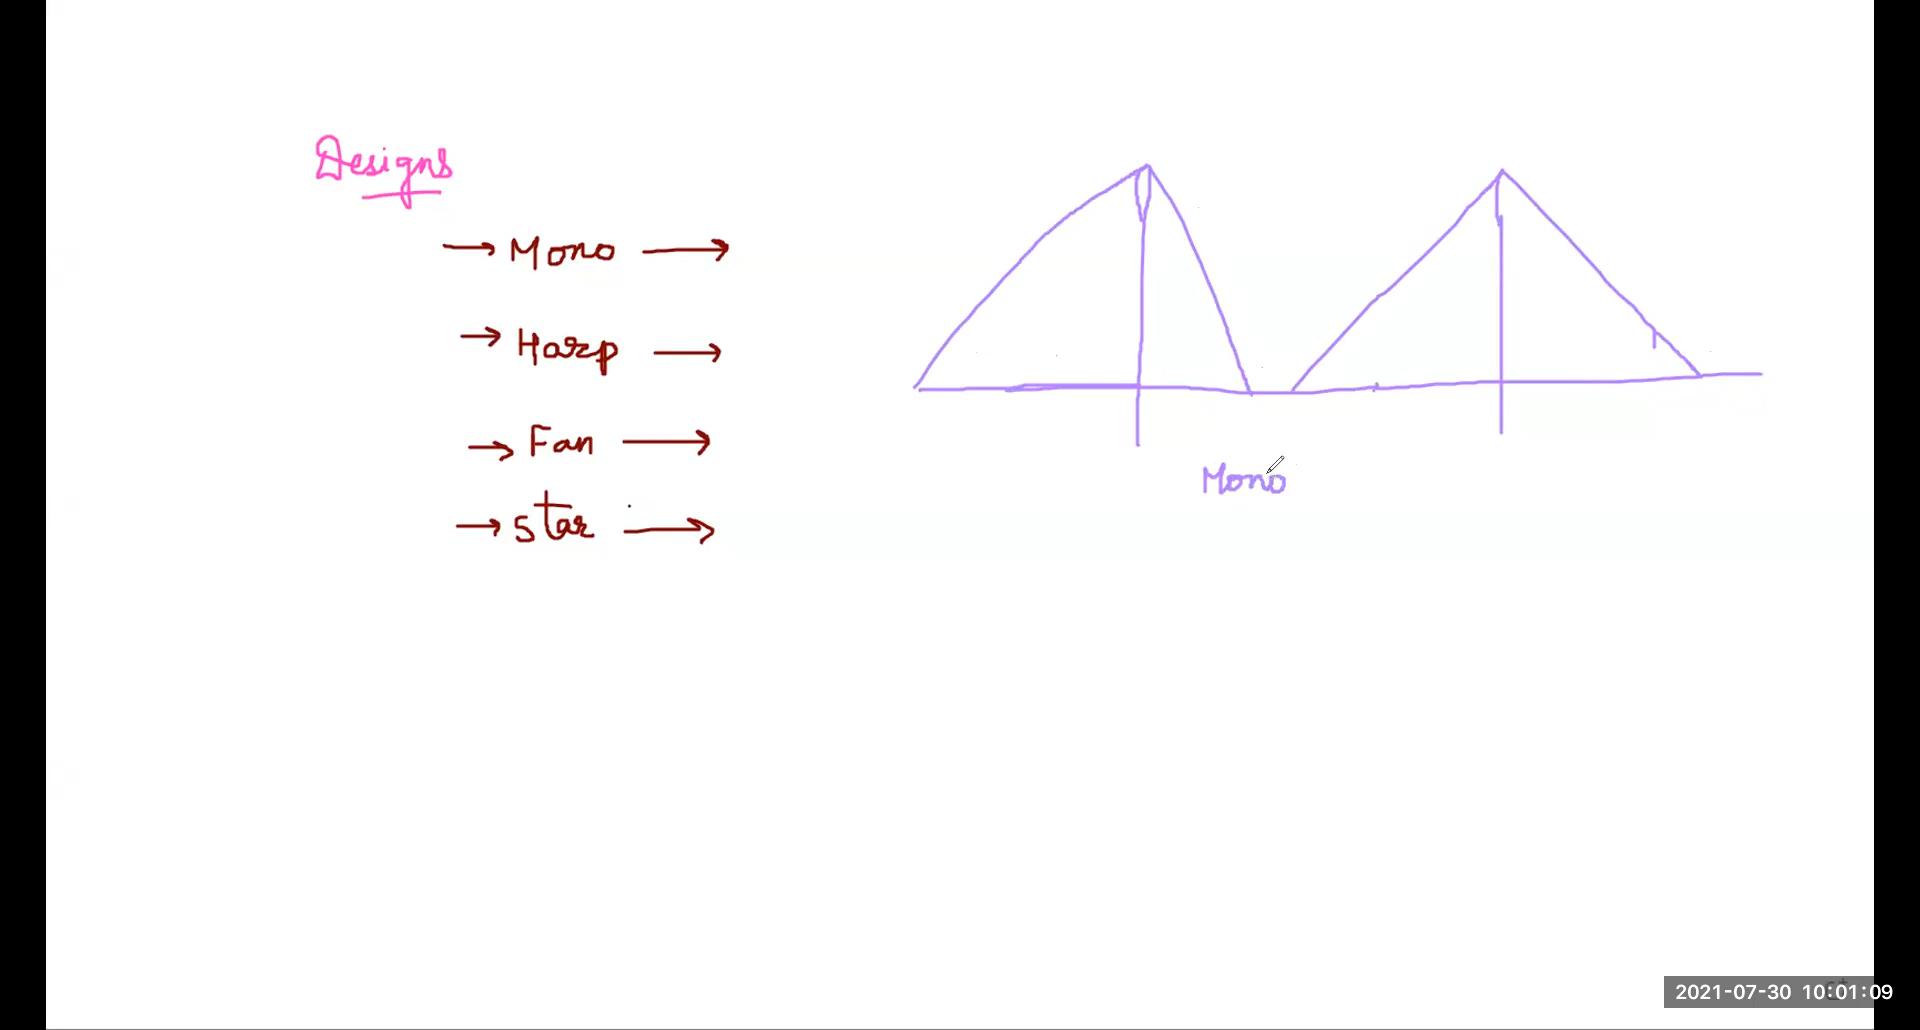 Designs
→ Mono →
→ Harp →
→ Fan →
→ Star →
Mono
2021-07-30 10:01:09